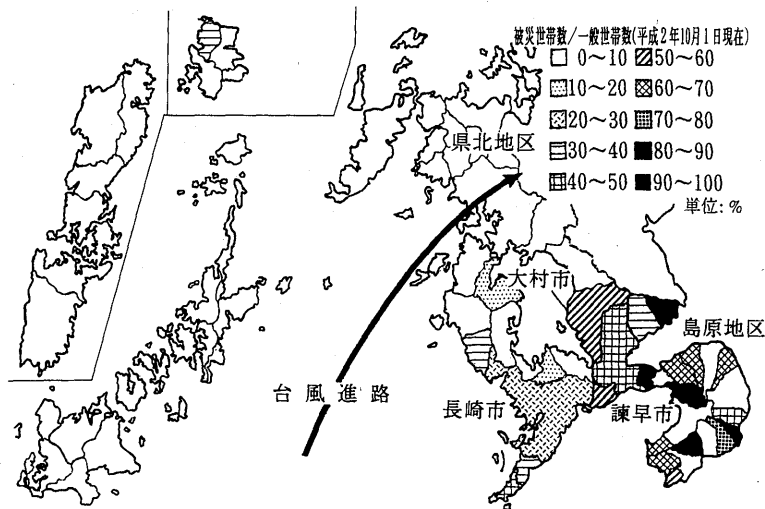 被災世帯数/一般世帯数(平成2年10月1日現在)
0～10 50～60
10～20 60～70
20～30 70～80
30～40 80～90
40～50 90～100
単位:%
県北地区
大村市
島原地区
台風進路
長崎市
諫早市